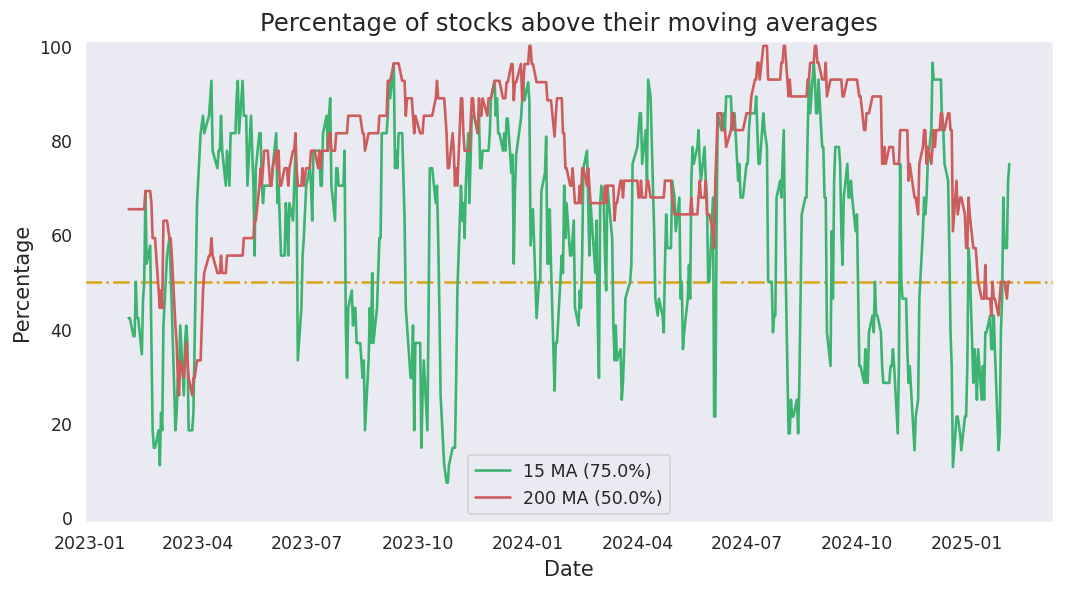 Percentage of stocks above their moving averages
Percentage
100
80
60
40
20
0
15 MA (75.0%)
200 MA (50.0%)
2023-01 2023-04 2023-07 2023-10 2024-01 2024-04 2024-07 2024-10 2025-01
Date